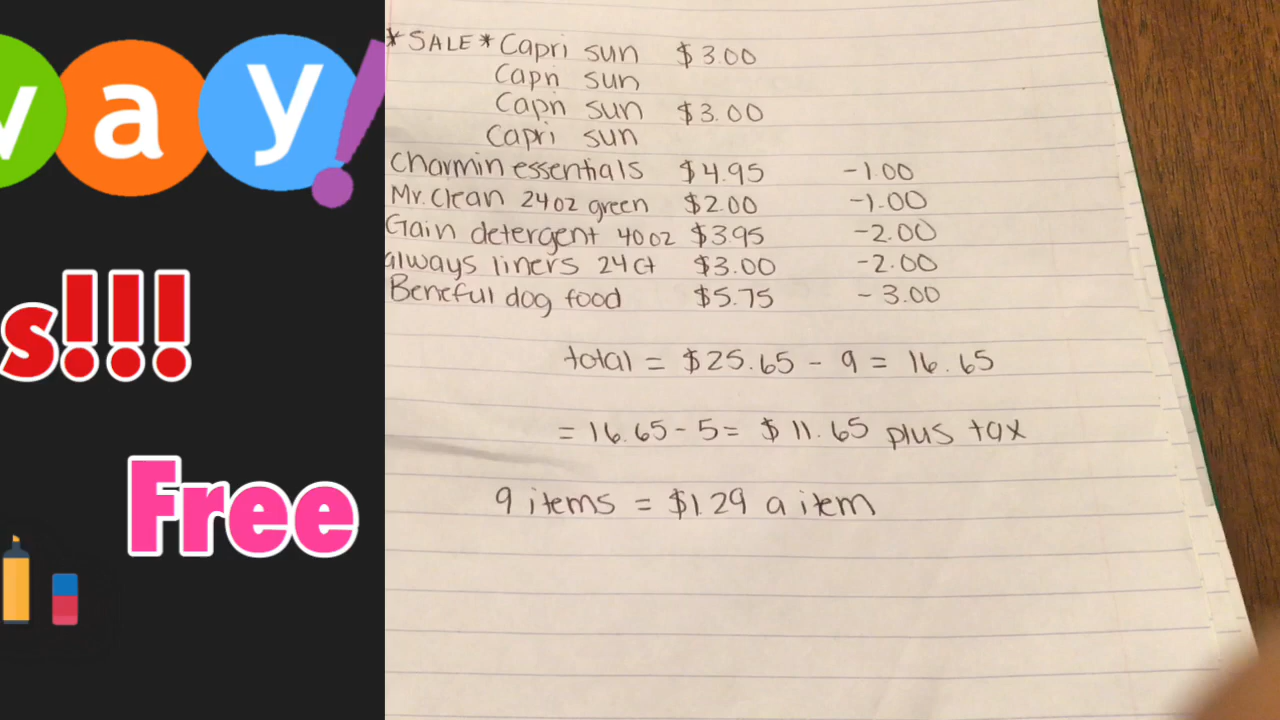 vay!
s!!!
Free
*SALE* Capri sun $3.00
Capri sun
Capri sun $3.00
Capri sun
Charmin essentials $4.95 -1.00
Mr. Clean 24oz green $2.00 -1.00
Gain detergent 40oz $3.95 -2.00
always liners 24ct $3.00 -2.00
Beneful dog food $5.75 -3.00
total = $25.65 - 9 = 16.65
= 16.65 - 5 = $11.65 plus tax
9 items = $1.29 a item